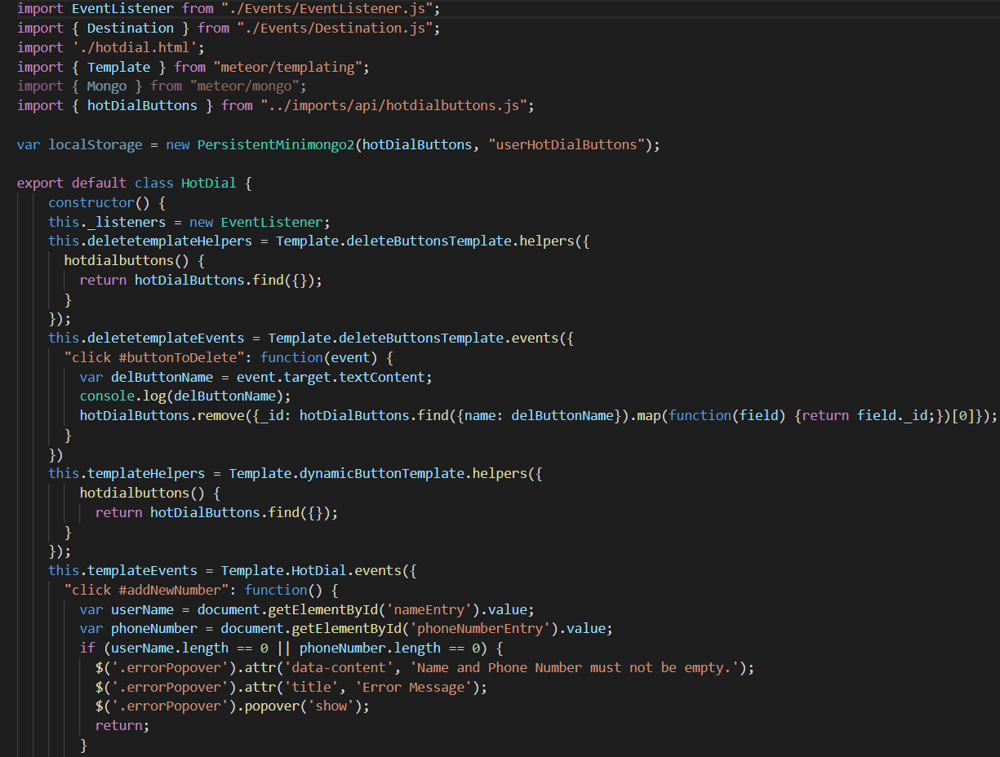 import EventListener from "./Events/EventListener.js";
import { Destination } from "./Events/Destination.js";
import './hotdial.html';
import { Template } from "meteor/templating";
import { Mongo } from "meteor/mongo";
import { hotDialButtons } from "../imports/api/hotdialbuttons.js";

var localStorage = new PersistentMinimongo2(hotDialButtons, "userHotDialButtons");

export default class HotDial {
    constructor() {
    this._listeners = new EventListener;
    this.deletetemplateHelpers = Template.deleteButtonsTemplate.helpers({
      hotdialbuttons() {
        return hotDialButtons.find({});
      }
    });
    this.deletetemplateEvents = Template.deleteButtonsTemplate.events({
      "click #buttonToDelete": function(event) {
        var delButtonName = event.target.textContent;
        console.log(delButtonName);
        hotDialButtons.remove({_id: hotDialButtons.find({name: delButtonName}).map(function(field) {return field._id;})[0]});
      }
    })
    this.templateHelpers = Template.dynamicButtonTemplate.helpers({
        hotdialbuttons() {
          return hotDialButtons.find({});
      }
    });
    this.templateEvents = Template.HotDial.events({
      "click #addNewNumber": function() {
        var userName = document.getElementById('nameEntry').value;
        var phoneNumber = document.getElementById('phoneNumberEntry').value;
        if (userName.length == 0 || phoneNumber.length == 0) {
          $('.errorPopover').attr('data-content', 'Name and Phone Number must not be empty.');
          $('.errorPopover').attr('title', 'Error Message');
          $('.errorPopover').popover('show');
          return;
        }